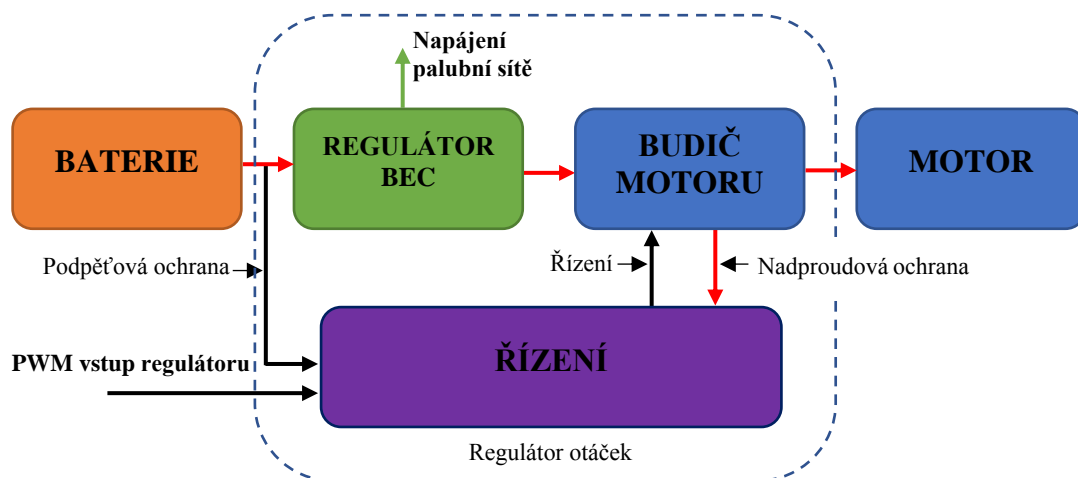 Napájení
palubní sítě
BATERIE
REGULÁTOR
BEC
BUDIČ
MOTORU
MOTOR
Podpěťová ochrana
Řízení
Nadproudová ochrana
PWM vstup regulátoru
ŘÍZENÍ
Regulátor otáček